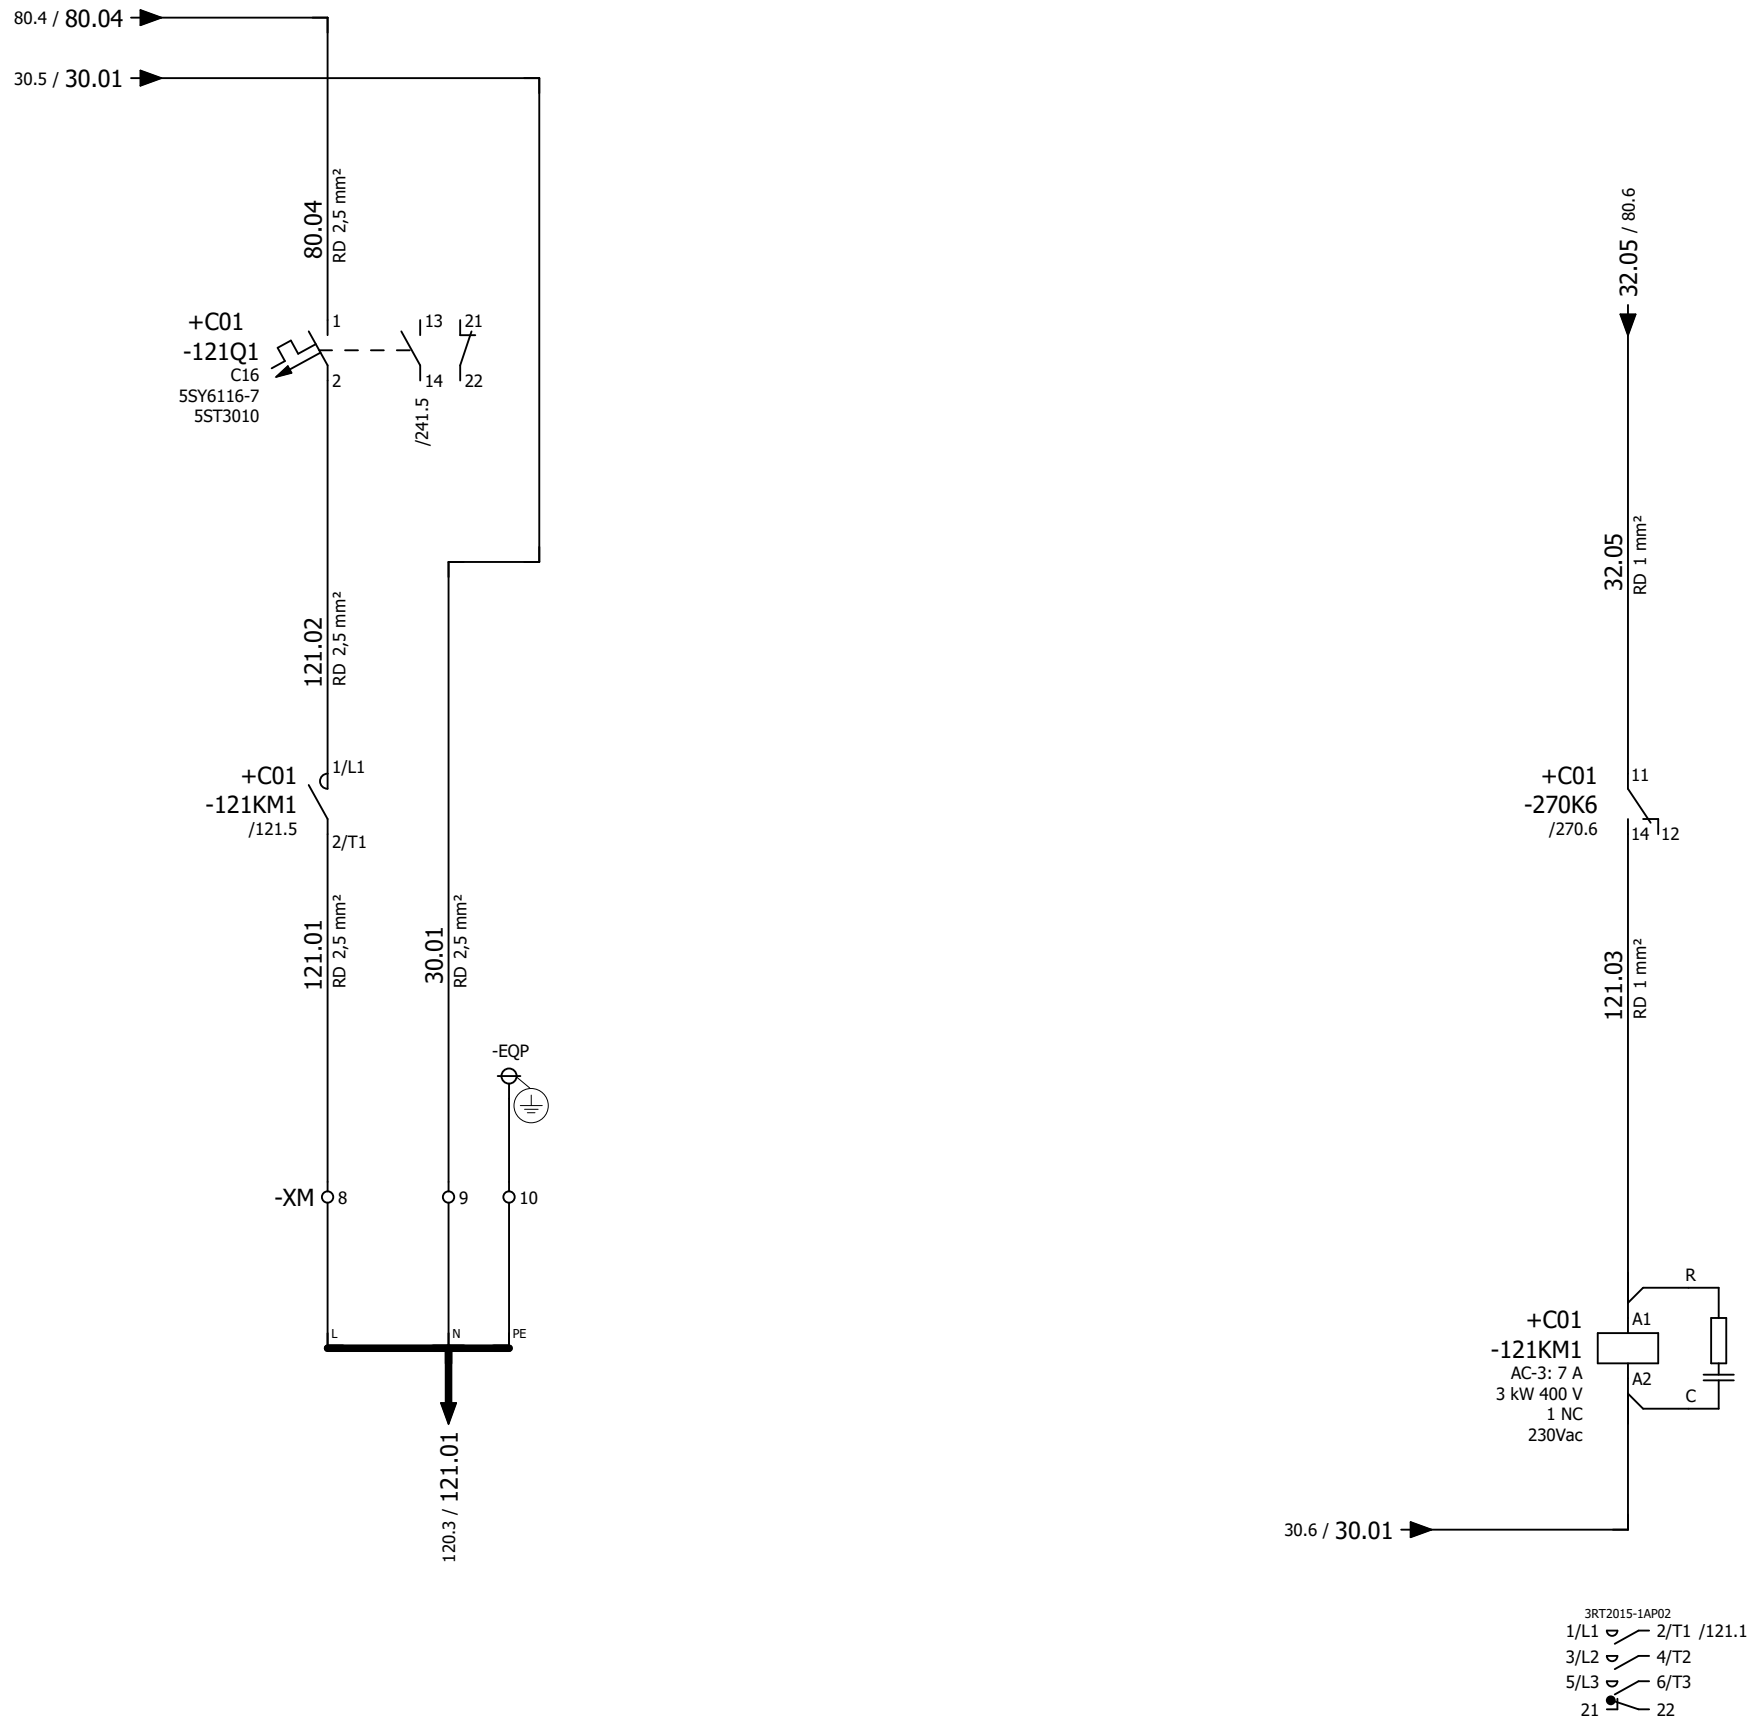 80.4 / 80.04
30.5 / 30.01
80.04
RD 2,5 mm²
+C01
-121Q1
C16
5SY6116-7
5ST3010
1
2
13
14
21
22
/241.5
121.02
RD 2,5 mm²
+C01
-121KM1
/121.5
1/L1
2/T1
121.01
RD 2,5 mm²
30.01
RD 2,5 mm²
-EQP
-XM
8
9
10
L
N
PE
120.3 / 121.01
32.05 / 80.6
32.05
RD 1 mm²
+C01
-270K6
/270.6
11
14
12
121.03
RD 1 mm²
+C01
-121KM1
AC-3: 7 A
3 kW 400 V
1 NC
230Vac
A1
A2
R
C
30.6 / 30.01
3RT2015-1AP02
1/L1 2/T1 /121.1
3/L2 4/T2
5/L3 6/T3
21 22